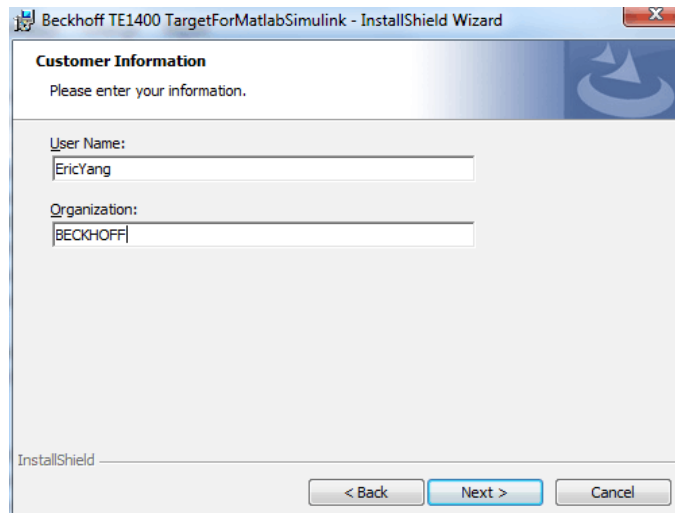 Beckhoff TE1400 TargetForMatlabSimulink - InstallShield Wizard
Customer Information
Please enter your information.
User Name:
EricYang
Organization:
BECKHOFF
InstallShield
< Back Next > Cancel